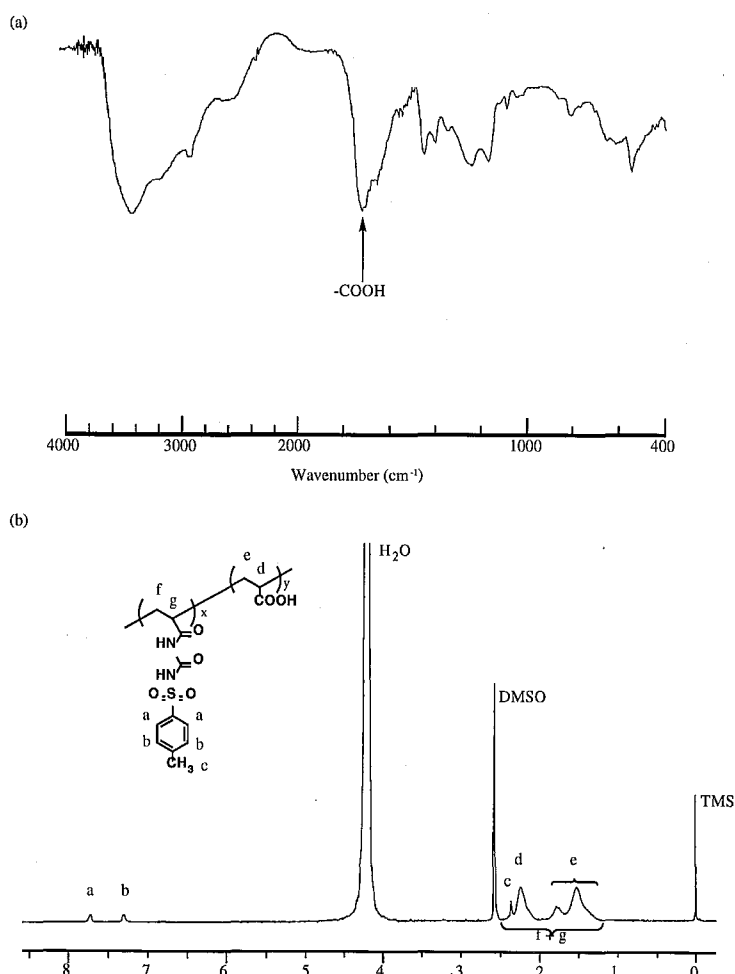 (a)
-COOH
4000 3000 2000 1000 400
Wavenumber (cm⁻¹)
(b)
H₂O
e
d
f
g
y
COOH
x
O
HN
O
HN
O=S=O
a a
b b
CH₃ c
DMSO
TMS
a b c d e
f + g
8 7 6 5 4 3 2 1 0